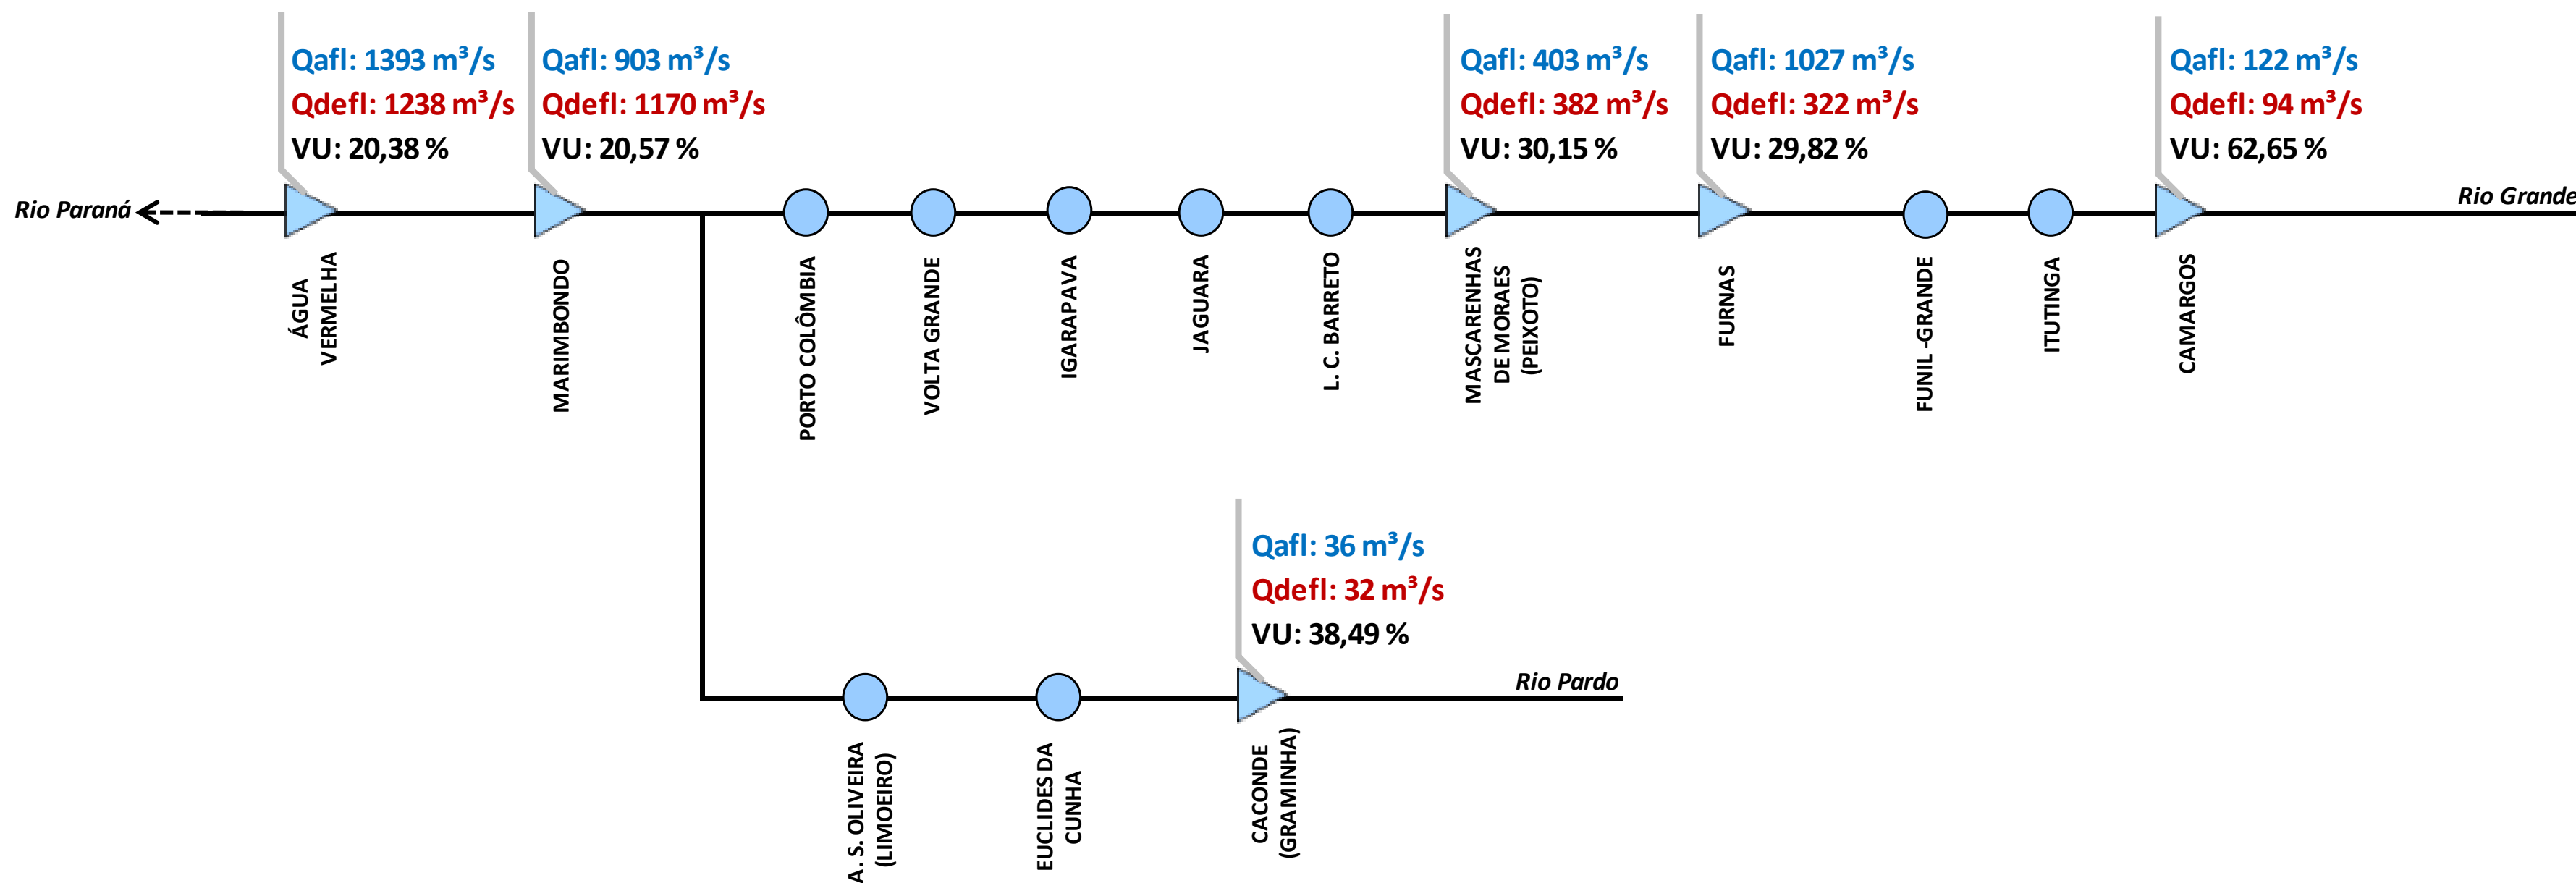 Qafl: 1393 m³/s
Qdefl: 1238 m³/s
VU: 20,38 %
Qafl: 903 m³/s
Qdefl: 1170 m³/s
VU: 20,57 %
Qafl: 403 m³/s
Qdefl: 382 m³/s
VU: 30,15 %
Qafl: 1027 m³/s
Qdefl: 322 m³/s
VU: 29,82 %
Qafl: 122 m³/s
Qdefl: 94 m³/s
VU: 62,65 %
Rio Paraná
Rio Grande
ÁGUA
VERMELHA
MARIMBONDO
PORTO COLÔMBIA
VOLTA GRANDE
IGARAPAVA
JAGUARA
L. C. BARRETO
MASCARENHAS
DE MORAES
(PEIXOTO)
FURNAS
FUNIL -GRANDE
ITUTINGA
CAMARGOS
Qafl: 36 m³/s
Qdefl: 32 m³/s
VU: 38,49 %
Rio Pardo
A. S. OLIVEIRA
(LIMOEIRO)
EUCLIDES DA
CUNHA
CACONDE
(GRAMINHA)